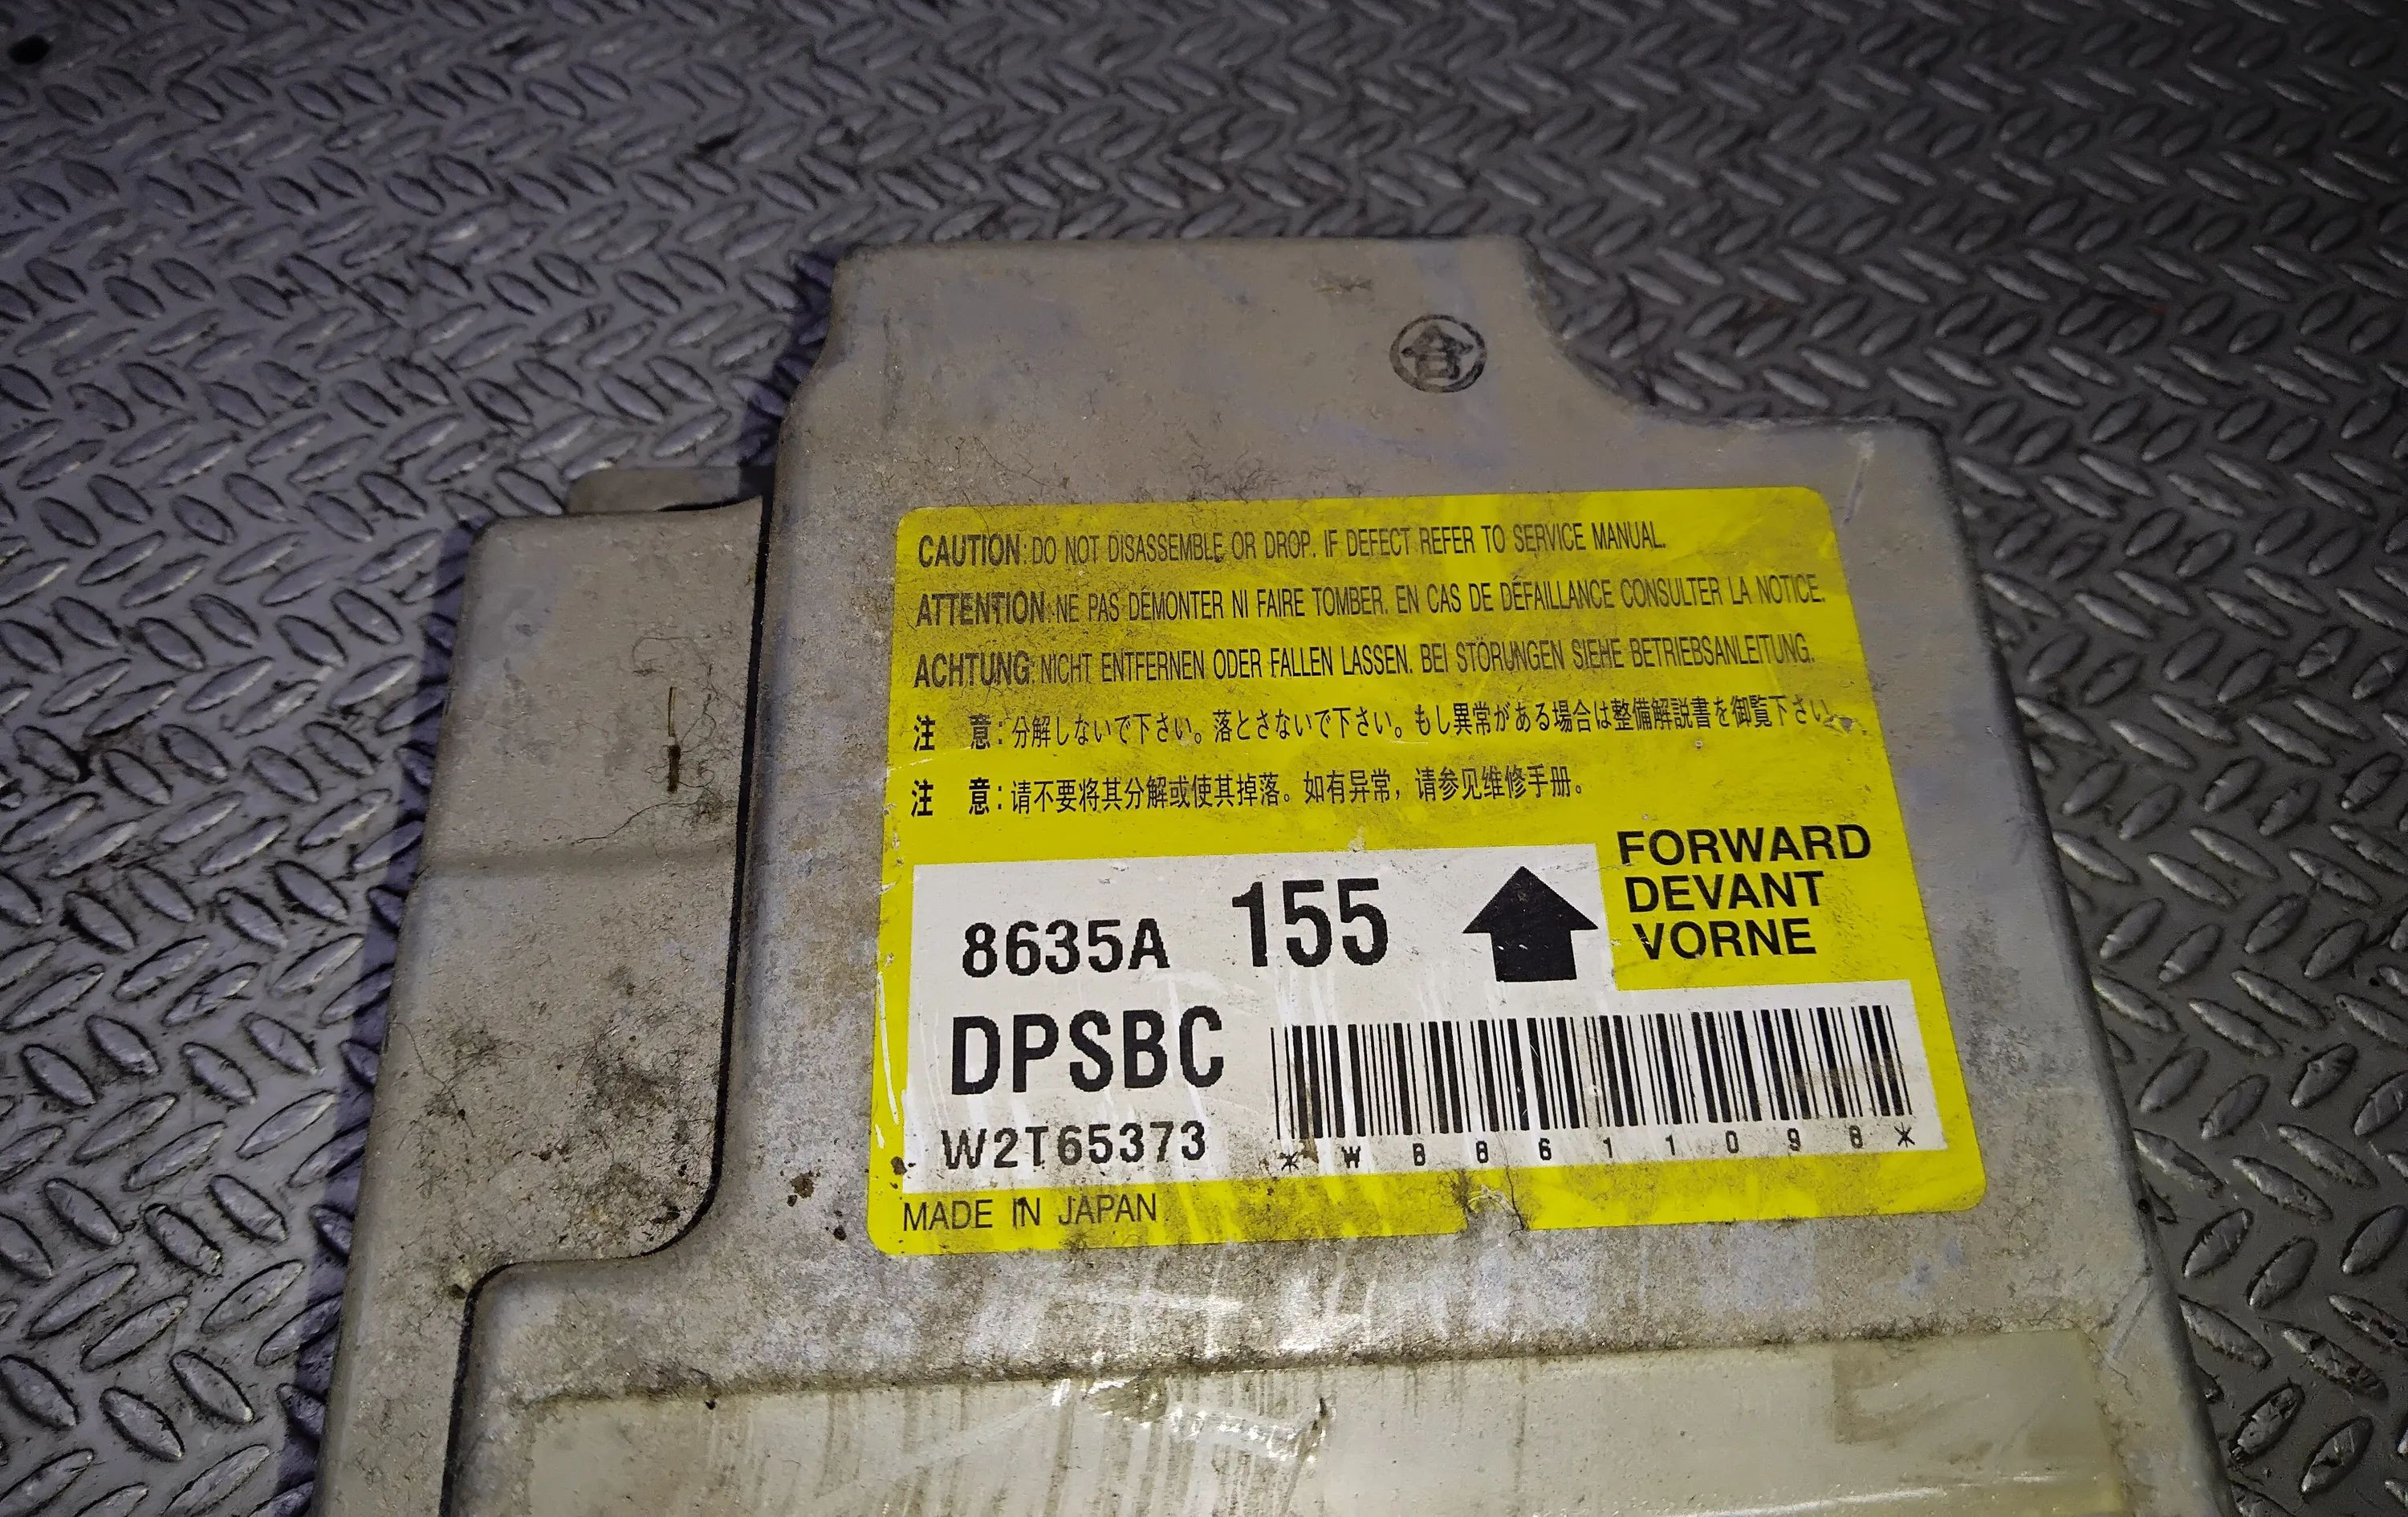 合
CAUTION: DO NOT DISASSEMBLE OR DROP. IF DEFECT REFER TO SERVICE MANUAL.
ATTENTION: NE PAS DÉMONTER NI FAIRE TOMBER. EN CAS DE DÉFAILLANCE CONSULTER LA NOTICE.
ACHTUNG: NICHT ENTFERNEN ODER FALLEN LASSEN. BEI STÖRUNGEN SIEHE BETRIEBSANLEITUNG.
注 意: 分解しないで下さい。落とさないで下さい。もし異常がある場合は整備解説書を御覧下さい。
注 意: 请不要将其分解或使其掉落。如有异常，请参见维修手册。
FORWARD
DEVANT
VORNE
8635A 155
DPSBC
W2T65373
*WB8611098*
MADE IN JAPAN